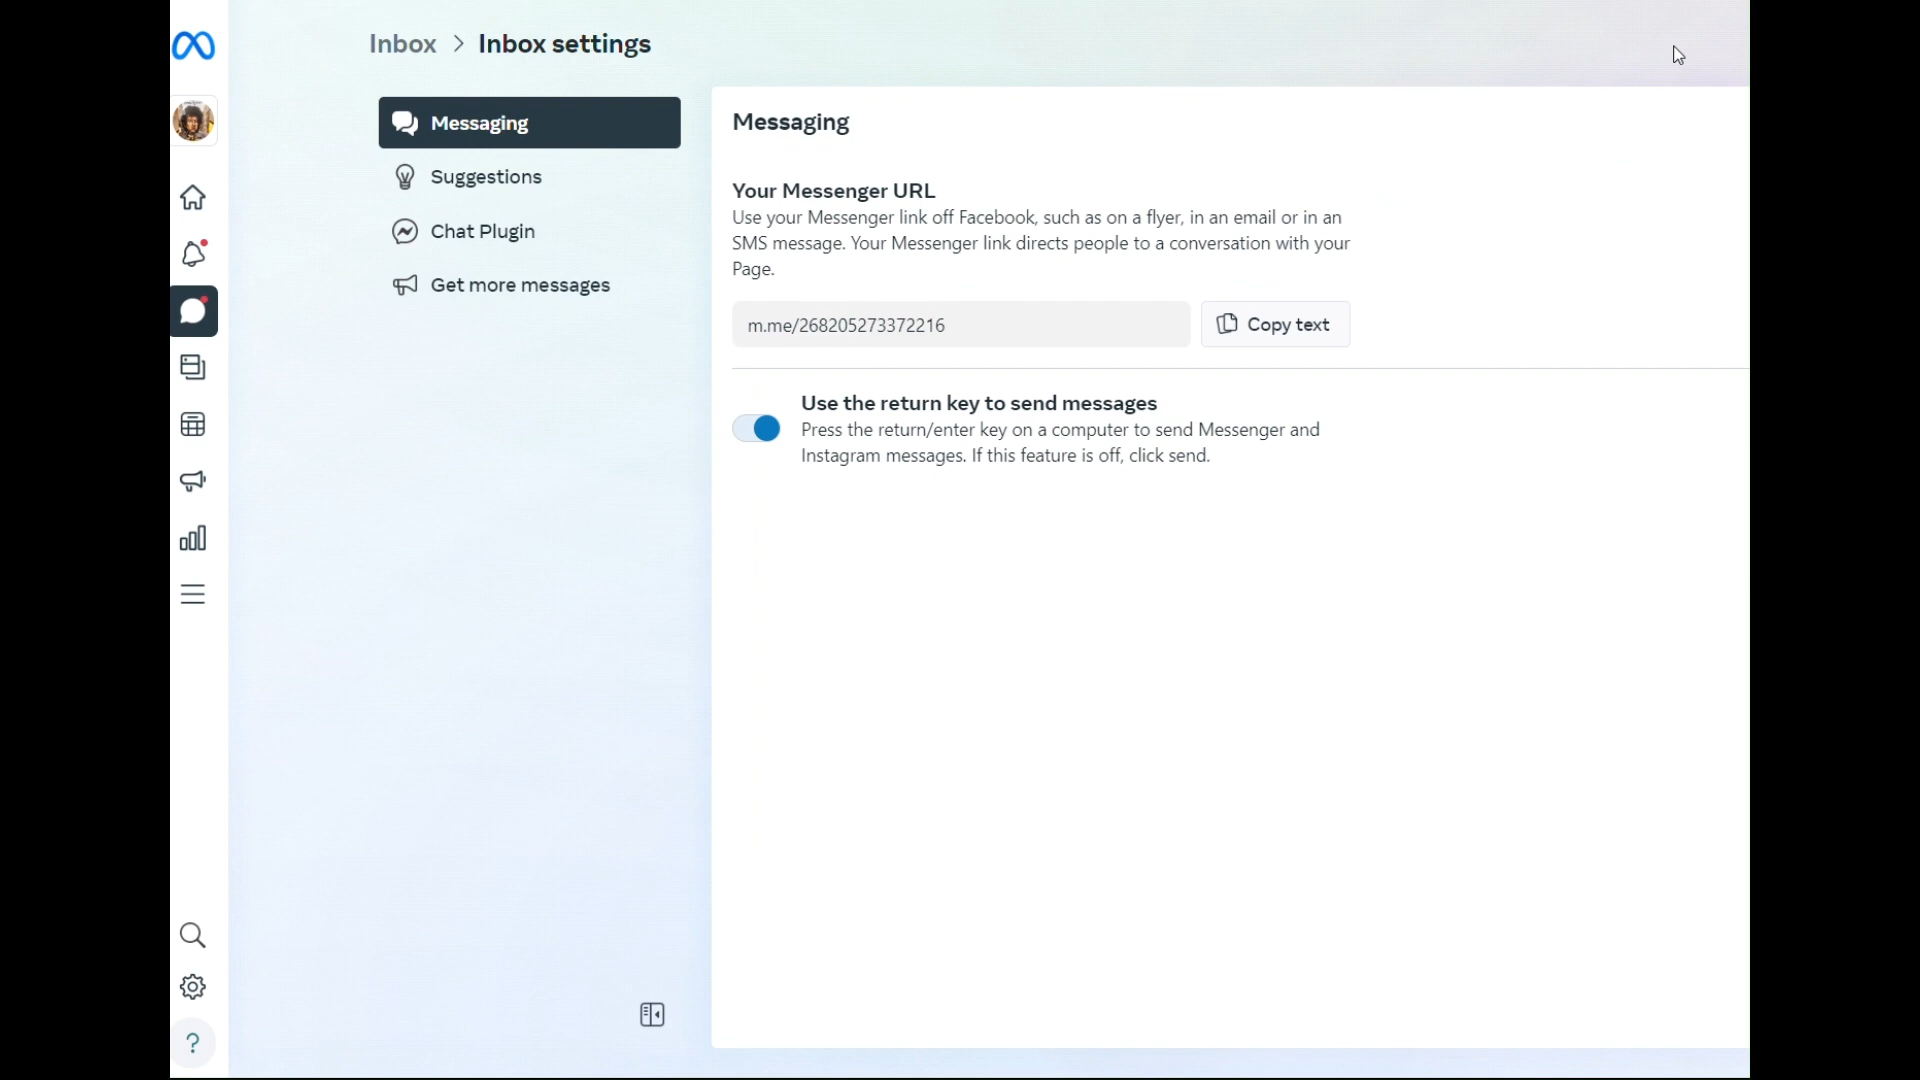 Inbox > Inbox settings
Messaging
Suggestions
Chat Plugin
Get more messages
Messaging
Your Messenger URL
Use your Messenger link off Facebook, such as on a flyer, in an email or in an
SMS message. Your Messenger link directs people to a conversation with your
Page.
m.me/268205273372216
Copy text
Use the return key to send messages
Press the return/enter key on a computer to send Messenger and
Instagram messages. If this feature is off, click send.
?